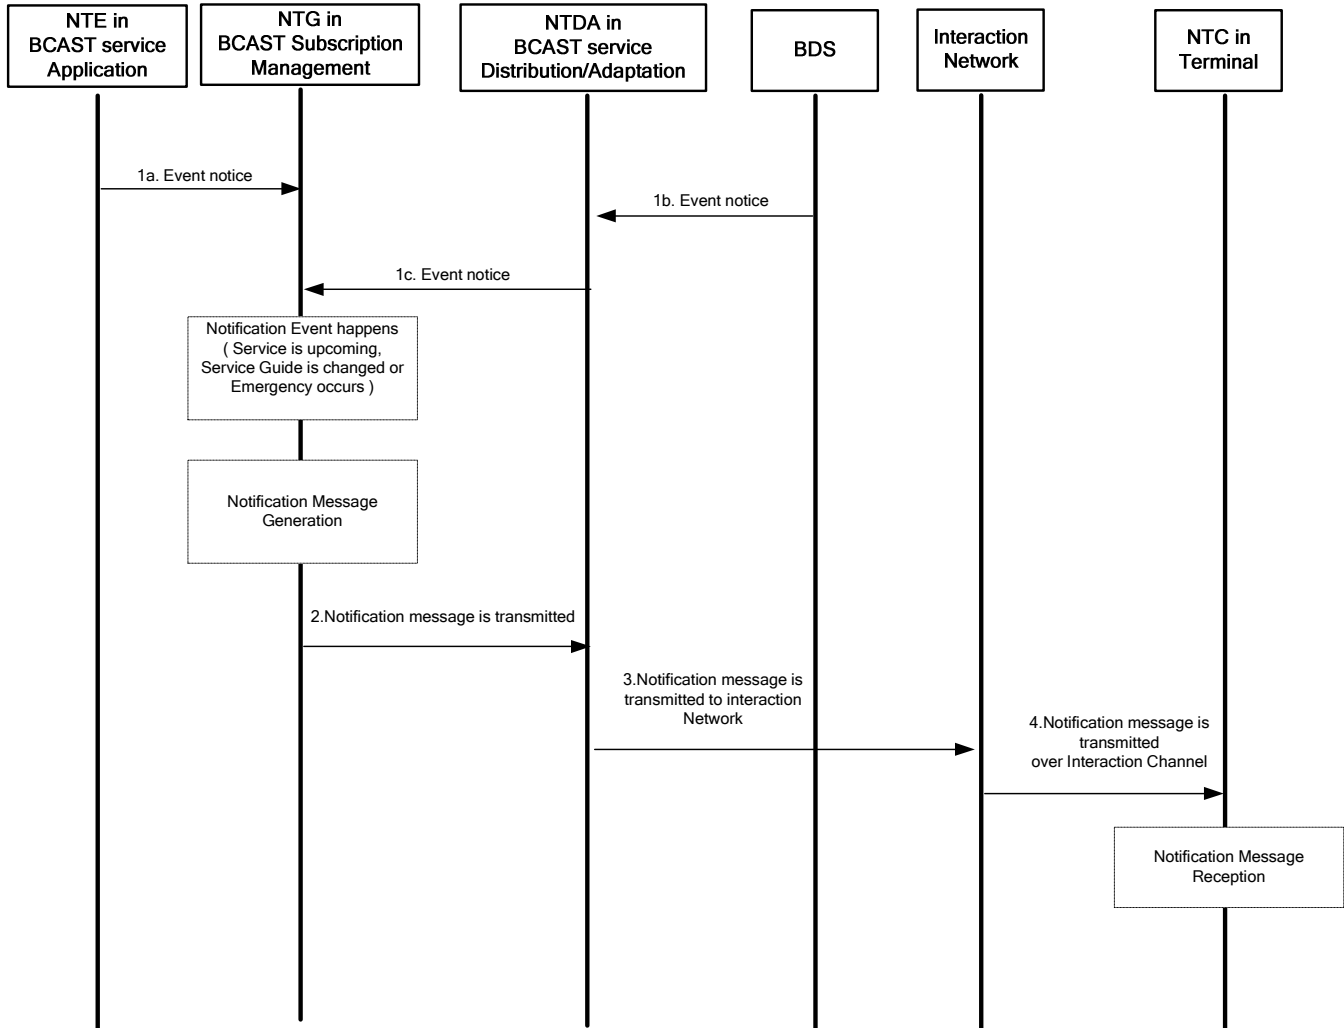 NTE in
BCAST service
Application
NTG in
BCAST Subscription
Management
NTDA in
BCAST service
Distribution/Adaptation
BDS
Interaction
Network
NTC in
Terminal
1a. Event notice
1b. Event notice
1c. Event notice
Notification Event happens
( Service is upcoming,
Service Guide is changed or
Emergency occurs )
Notification Message
Generation
2.Notification message is transmitted
3.Notification message is
transmitted to interaction
Network
4.Notification message is
transmitted
over Interaction Channel
Notification Message
Reception